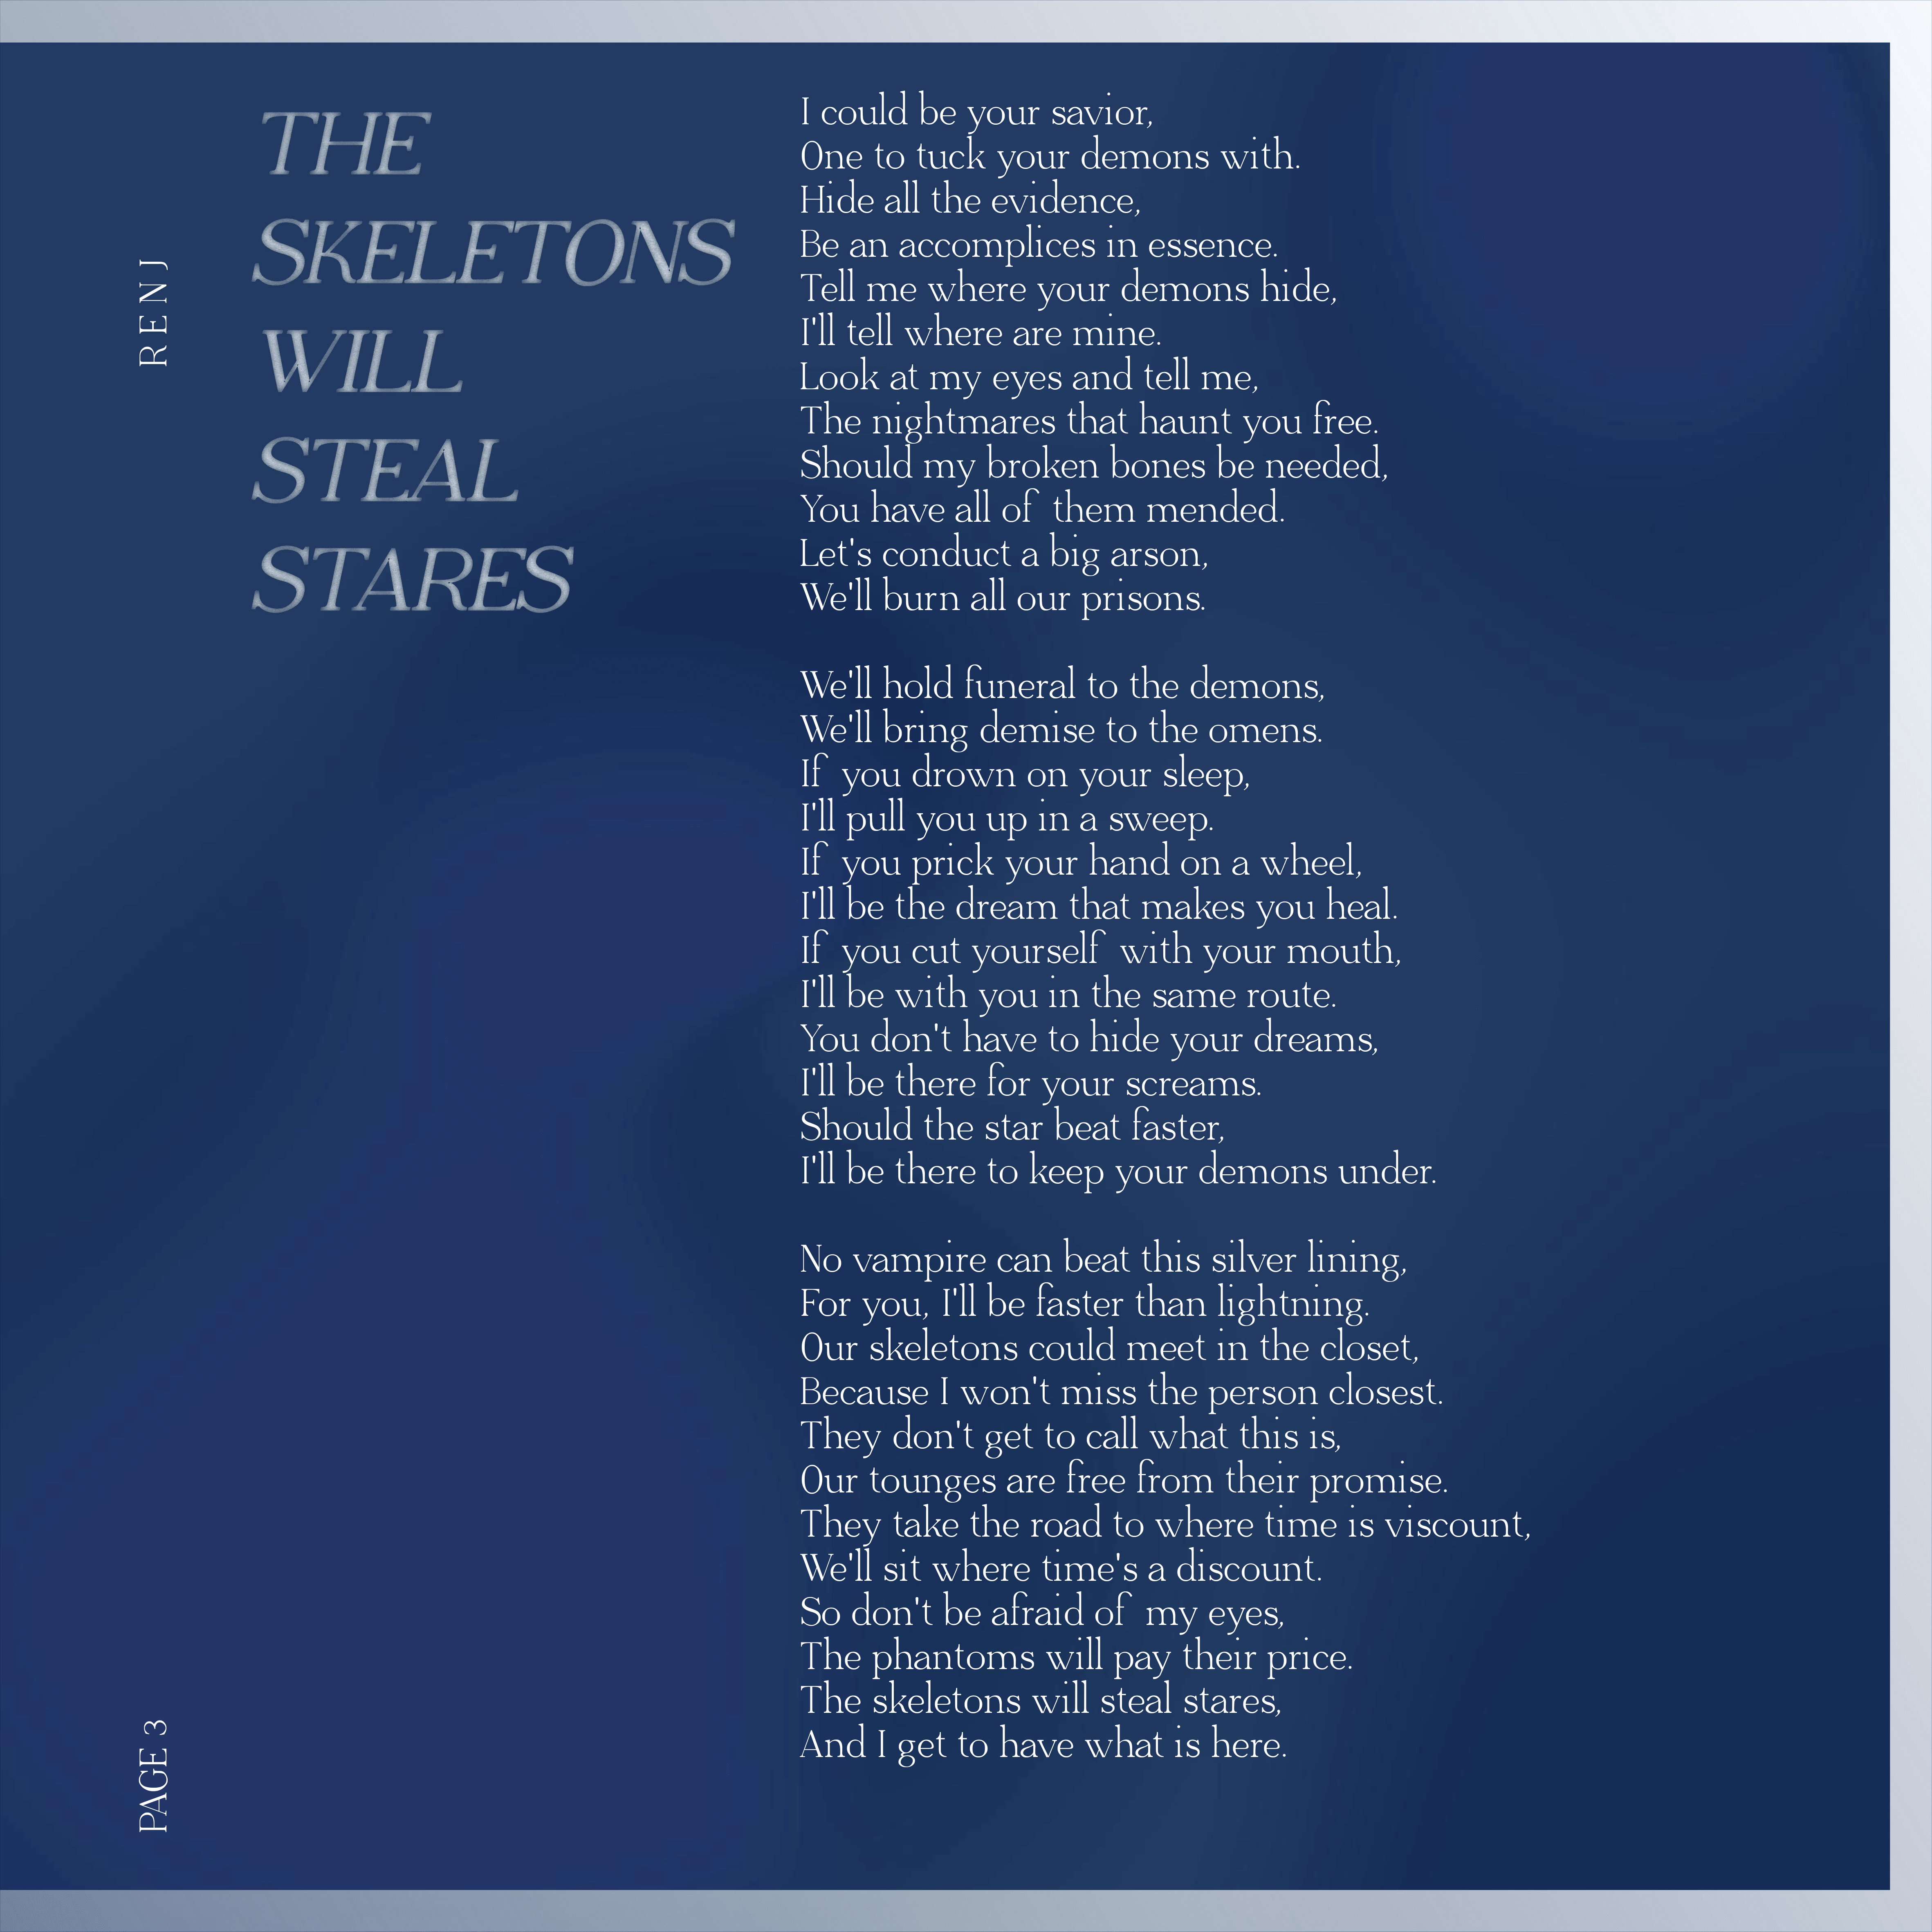 THE
SKELETONS
WILL
STEAL
STARES
RENJ
I could be your savior,
One to tuck your demons with.
Hide all the evidence,
Be an accomplices in essence.
Tell me where your demons hide,
I'll tell where are mine.
Look at my eyes and tell me,
The nightmares that haunt you free.
Should my broken bones be needed,
You have all of them mended.
Let's conduct a big arson,
We'll burn all our prisons.

We'll hold funeral to the demons,
We'll bring demise to the omens.
If you drown on your sleep,
I'll pull you up in a sweep.
If you prick your hand on a wheel,
I'll be the dream that makes you heal.
If you cut yourself with your mouth,
I'll be with you in the same route.
You don't have to hide your dreams,
I'll be there for your screams.
Should the star beat faster,
I'll be there to keep your demons under.

No vampire can beat this silver lining,
For you, I'll be faster than lightning.
Our skeletons could meet in the closet,
Because I won't miss the person closest.
They don't get to call what this is,
Our tounges are free from their promise.
They take the road to where time is viscount,
We'll sit where time's a discount.
So don't be afraid of my eyes,
The phantoms will pay their price.
The skeletons will steal stares,
And I get to have what is here.
PAGE 3